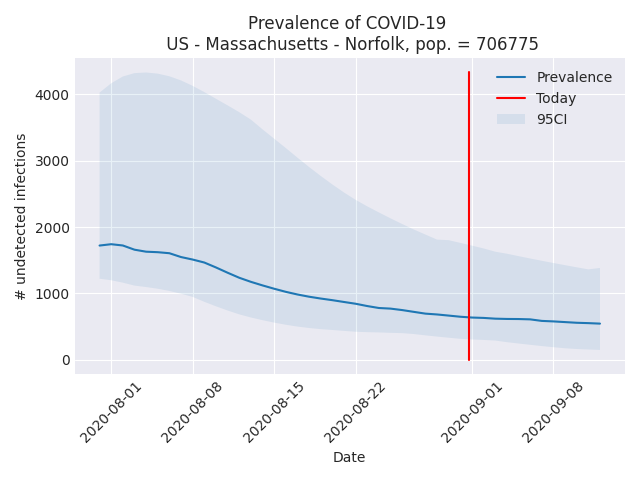 Prevalence of COVID-19
US - Massachusetts - Norfolk, pop. = 706775
Prevalence
Today
95CI
# undetected infections
4000
3000
2000
1000
0
2020-08-01
2020-08-08
2020-08-15
2020-08-22
2020-09-01
2020-09-08
Date